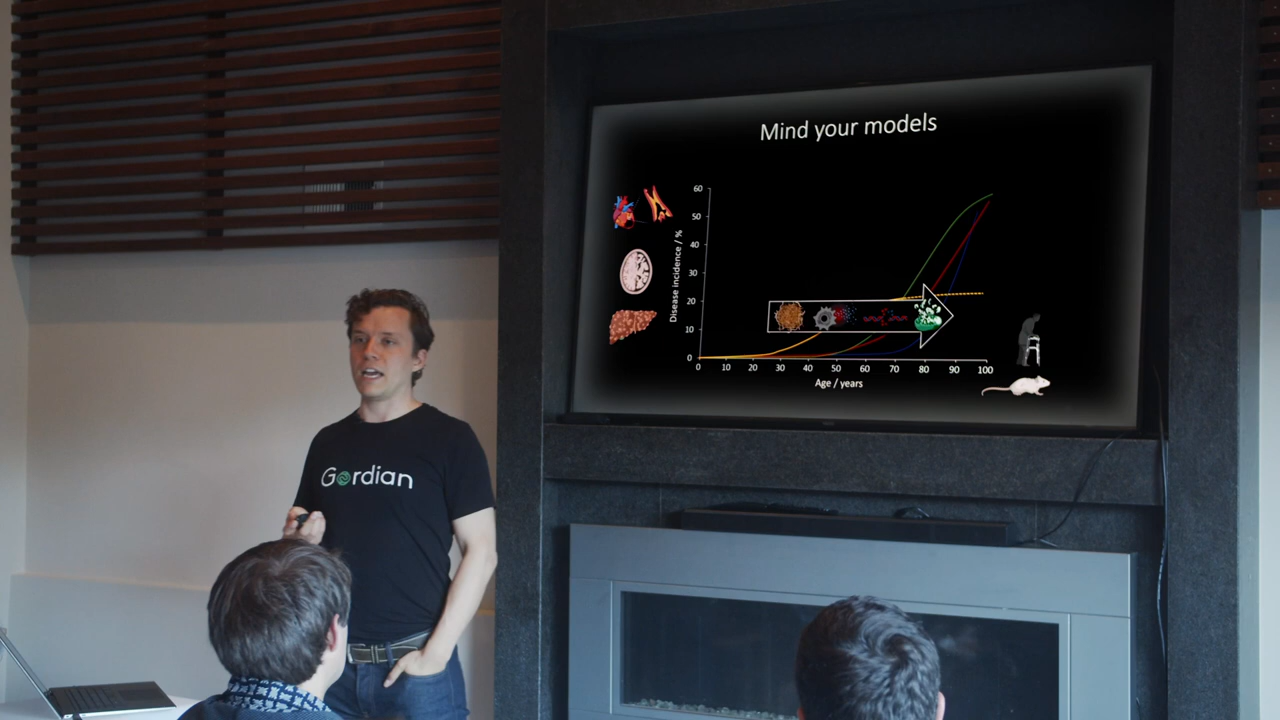 Mind your models
60
50
40
30
20
10
0
Disease incidence / %
0 10 20 30 40 50 60 70 80 90 100
Age / years
Gordian